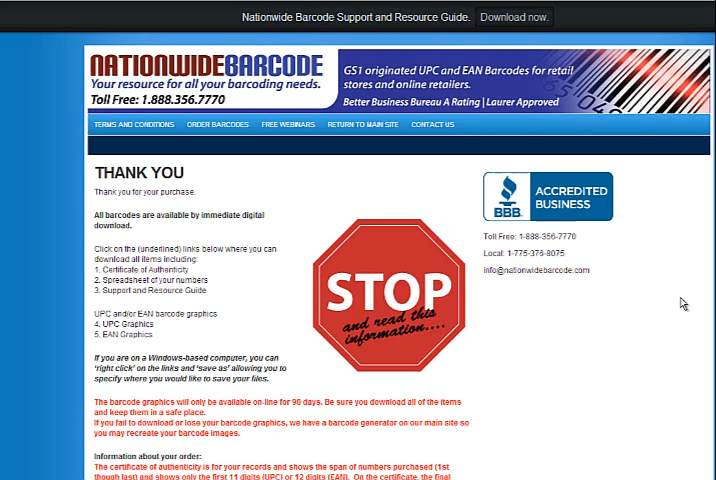 Nationwide Barcode Support and Resource Guide. Download now.
NATIONWIDEBARCODE
Your resource for all your barcoding needs.
Toll Free: 1.888.356.7770
GS1 originated UPC and EAN Barcodes for retail
stores and online retailers.
Better Business Bureau A Rating | Laurer Approved
TERMS AND CONDITIONS ORDER BARCODES FREE WEBINARS RETURN TO MAIN SITE CONTACT US
THANK YOU
Thank you for your purchase.
All barcodes are available by immediate digital
download.
Click on the (underlined) links below where you can
download all items including:
1. Certificate of Authenticity
2. Spreadsheet of your numbers
3. Support and Resource Guide
UPC and/or EAN barcode graphics
4. UPC Graphics
5. EAN Graphics
If you are on a Windows-based computer, you can
'right click' on the links and 'save as' allowing you to
specify where you would like to save your files.
STOP
and read this
information....
BBB
ACCREDITED
BUSINESS
Toll Free: 1-888-356-7770
Local: 1-775-376-8075
info@nationwidebarcode.com
The barcode graphics will only be available on-line for 90 days. Be sure you download all of the items
and keep them in a safe place.
If you fail to download or lose your barcode graphics, we have a barcode generator on our main site so
you may recreate your barcode images.
Information about your order:
The certificate of authenticity is for your records and shows the span of numbers purchased (1st
though last) and shows only the first 11 digits (UPC) or 12 digits (EAN). On the certificate, the final